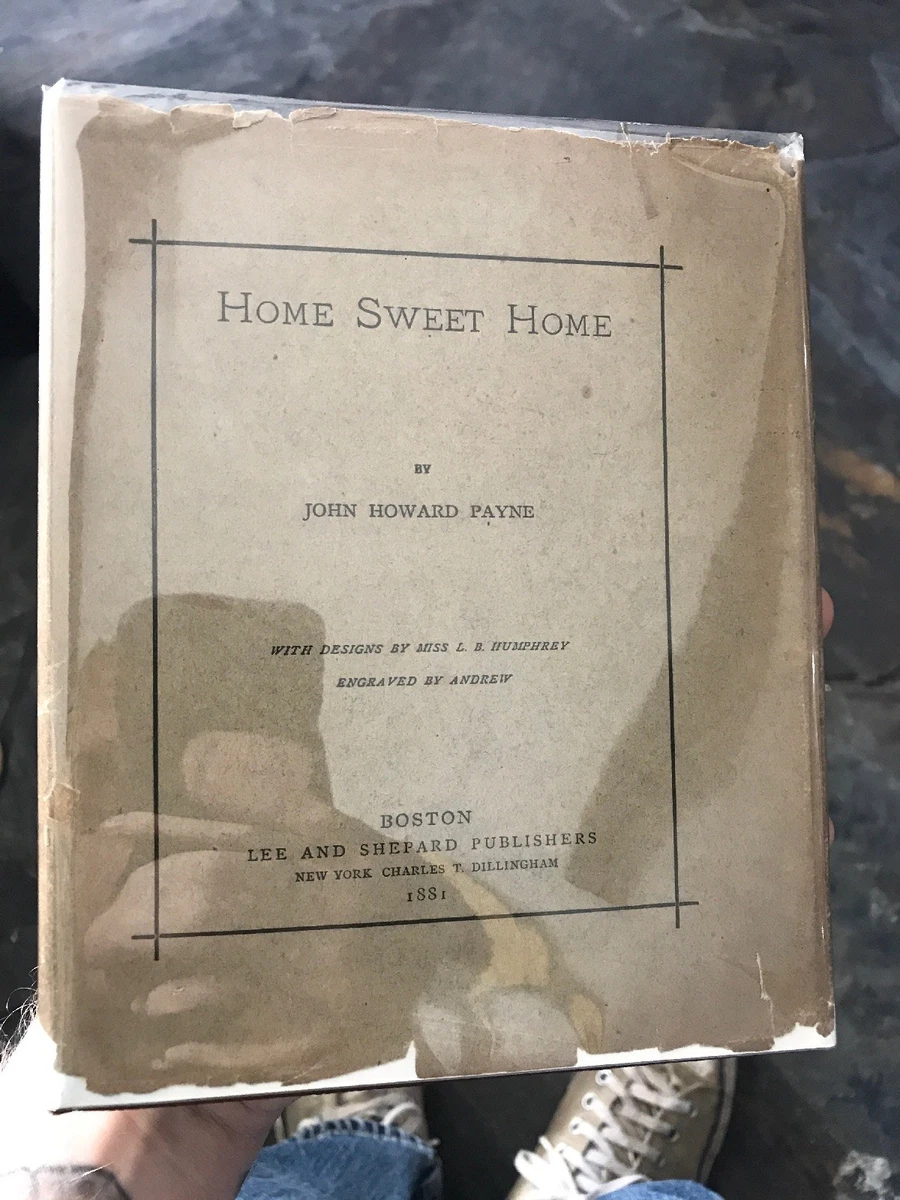 HOME SWEET HOME
BY
JOHN HOWARD PAYNE
WITH DESIGNS BY MISS L. B. HUMPHREY
ENGRAVED BY ANDREW
BOSTON
LEE AND SHEPARD PUBLISHERS
NEW YORK CHARLES T. DILLINGHAM
1881